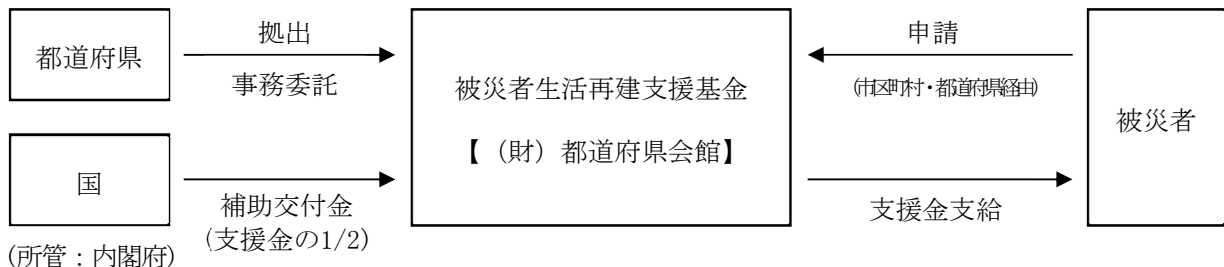 都道府県
拠出
事務委託
国
(所管：内閣府)
補助交付金
(支援金の1/2)
被災者生活再建支援基金
【（財）都道府県会館】
申請
(市区町村・都道府県経由)
支援金支給
被災者